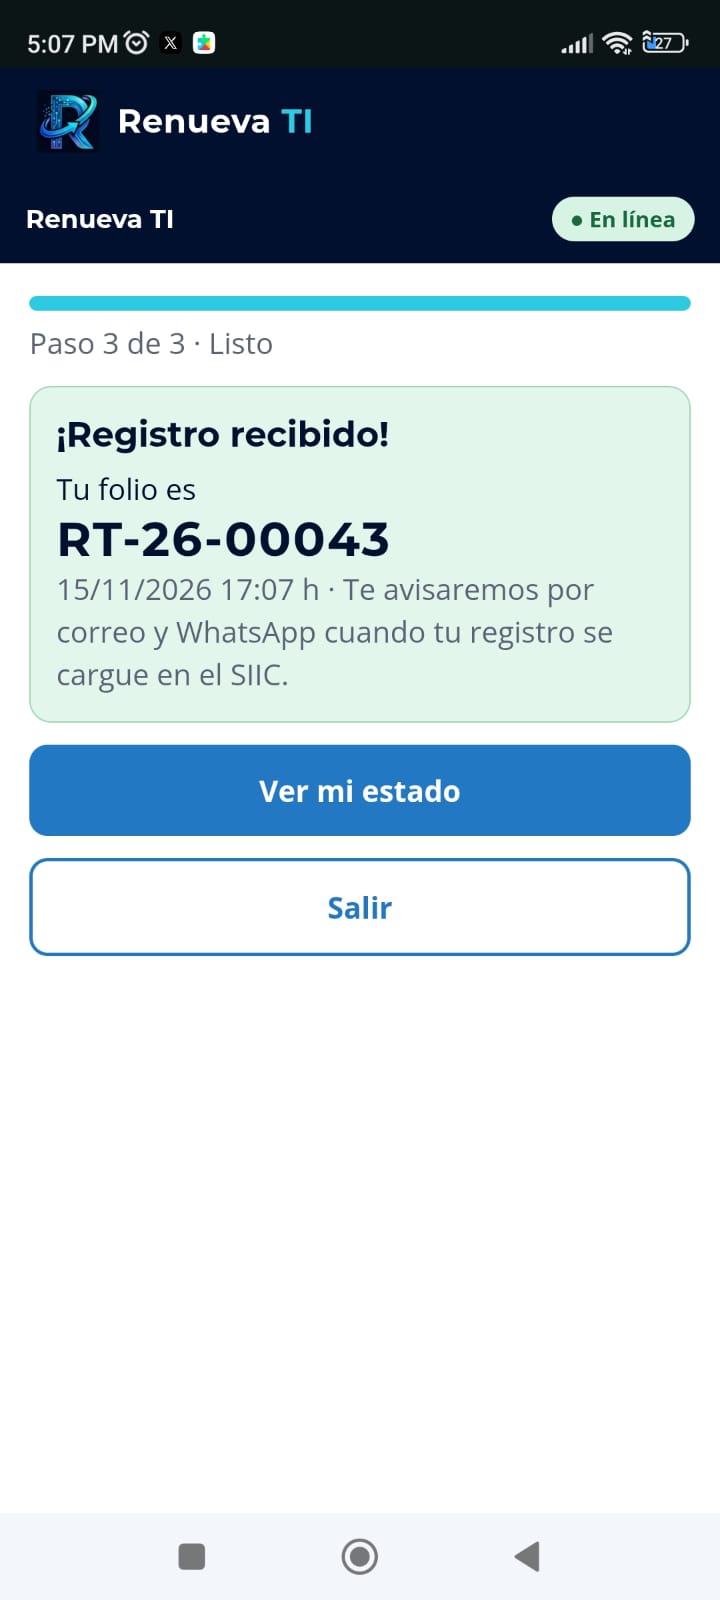 5:07 PM
27
Renueva TI
Renueva TI
● En línea
Paso 3 de 3 · Listo
¡Registro recibido!
Tu folio es
RT-26-00043
15/11/2026 17:07 h · Te avisaremos por
correo y WhatsApp cuando tu registro se
cargue en el SIIC.
Ver mi estado
Salir